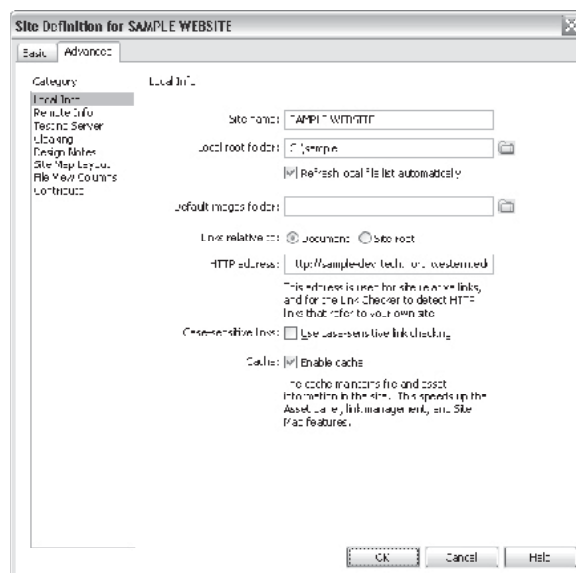 Site Definition for SAMPLE WEBSITE
Basic Advanced
Category
Local Info
Remote Info
Testing Server
Cloaking
Design Notes
Site Map Layout
File View Columns
Contribute
Local Info
Site name: SAMPLE WEBSITE
Local root folder: C:\sample
Refresh local file list automatically
Default images folder:
Links relative to: Document Site root
HTTP address:
This address is used for site relative links,
and for the Link Checker to detect HTTP
links that refer to your own site
Case-sensitive links: Use case-sensitive link checking
Cache: Enable cache
The cache maintains file and asset
information in the site. This speeds up the
Asset panel, link management, and Site
Map features.
OK Cancel Help